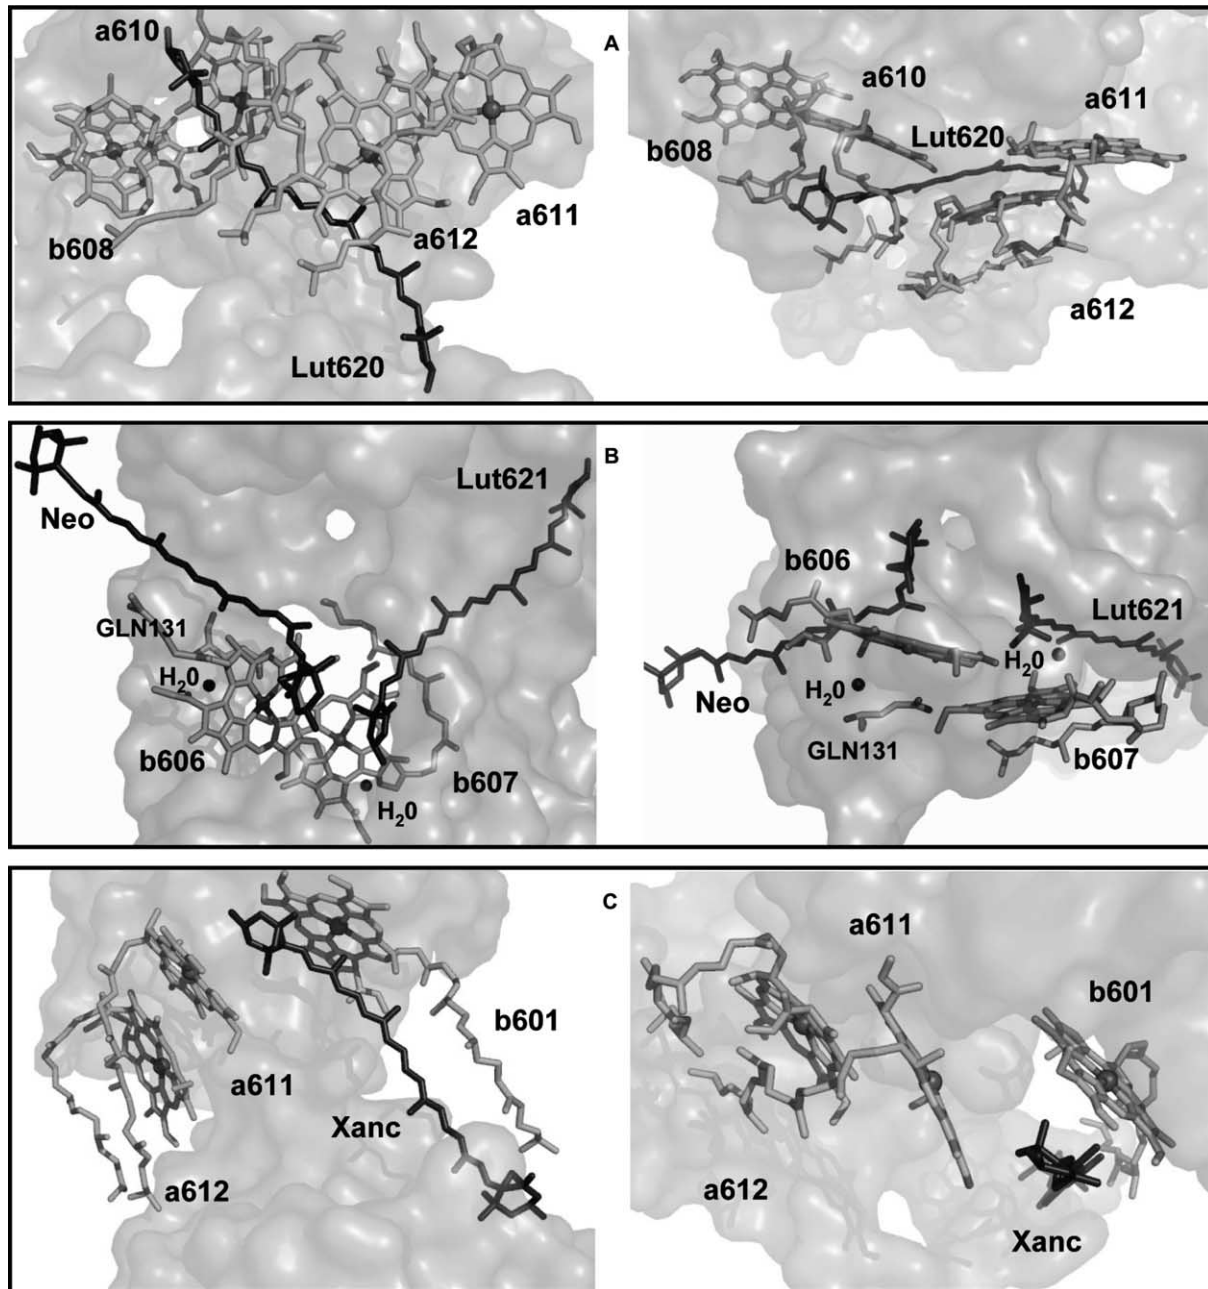 a610
A
b608
a611
a612
Lut620
a610
a611
Lut620
b608
a612
B
Lut621
Neo
GLN131
H₂0
b606
b607
H₂0
b606
Lut621
H₂0
Neo
H₂0
GLN131
b607
C
b601
a611
Xanc
a612
a611
b601
a612
Xanc